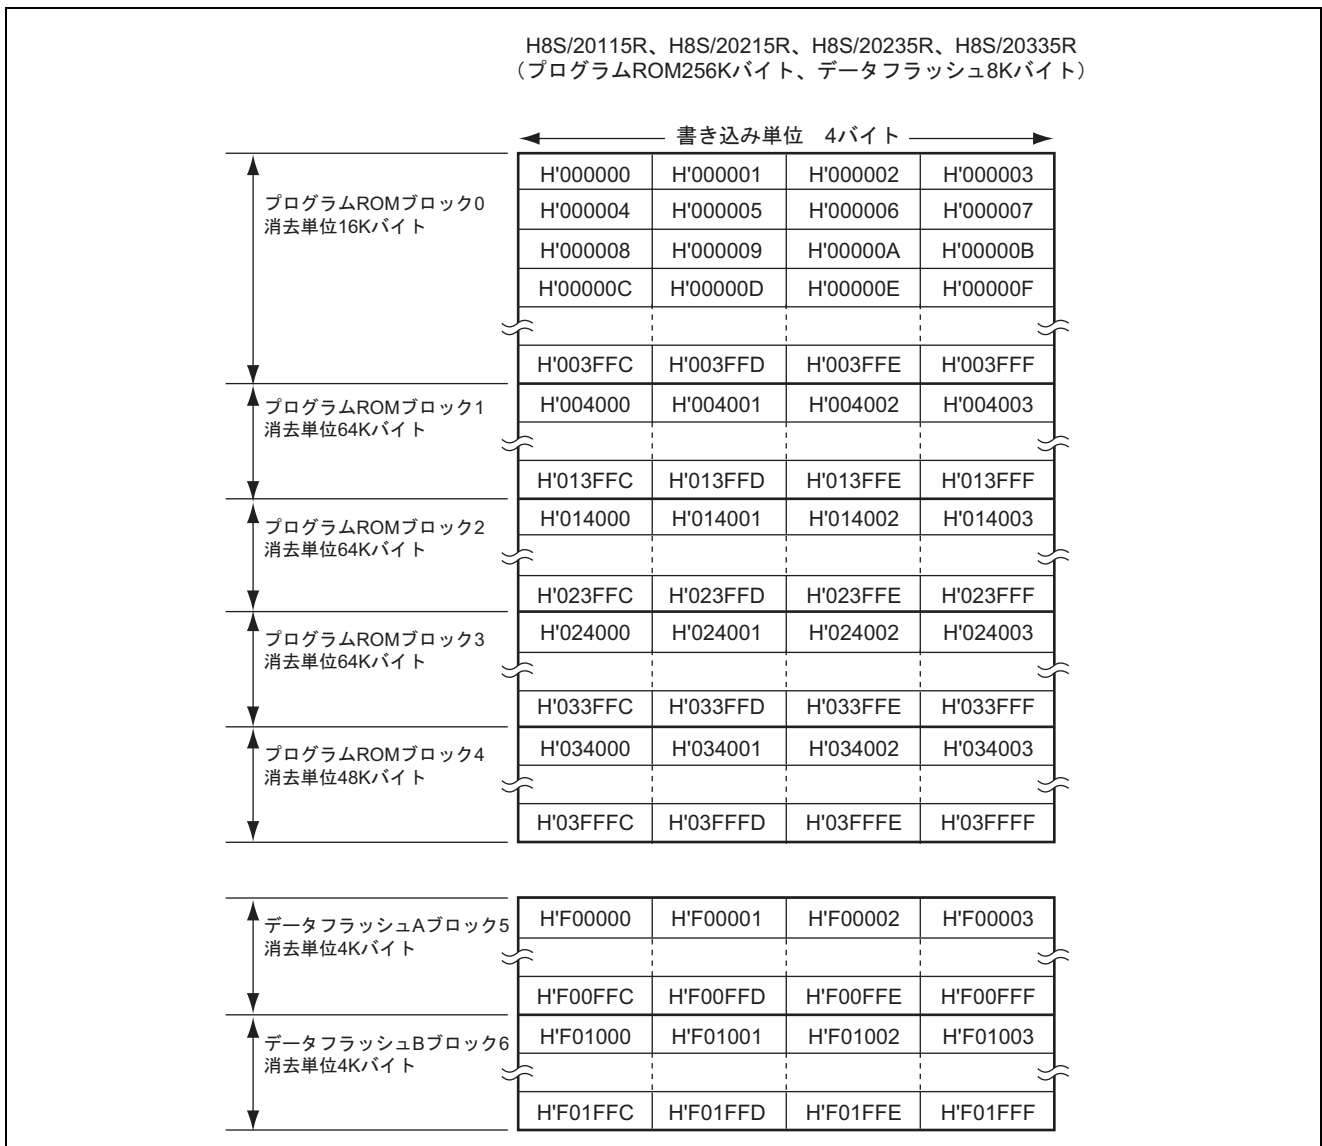 H8S/20115R、H8S/20215R、H8S/20235R、H8S/20335R
（プログラムROM256Kバイト、データフラッシュ8Kバイト）
書き込み単位　4バイト
プログラムROMブロック0
消去単位16Kバイト
H'000000 H'000001 H'000002 H'000003
H'000004 H'000005 H'000006 H'000007
H'000008 H'000009 H'00000A H'00000B
H'00000C H'00000D H'00000E H'00000F
H'003FFC H'003FFD H'003FFE H'003FFF
プログラムROMブロック1
消去単位64Kバイト
H'004000 H'004001 H'004002 H'004003
H'013FFC H'013FFD H'013FFE H'013FFF
プログラムROMブロック2
消去単位64Kバイト
H'014000 H'014001 H'014002 H'014003
H'023FFC H'023FFD H'023FFE H'023FFF
プログラムROMブロック3
消去単位64Kバイト
H'024000 H'024001 H'024002 H'024003
H'033FFC H'033FFD H'033FFE H'033FFF
プログラムROMブロック4
消去単位48Kバイト
H'034000 H'034001 H'034002 H'034003
H'03FFFC H'03FFFD H'03FFFE H'03FFFF
データフラッシュAブロック5
消去単位4Kバイト
H'F00000 H'F00001 H'F00002 H'F00003
H'F00FFC H'F00FFD H'F00FFE H'F00FFF
データフラッシュBブロック6
消去単位4Kバイト
H'F01000 H'F01001 H'F01002 H'F01003
H'F01FFC H'F01FFD H'F01FFE H'F01FFF